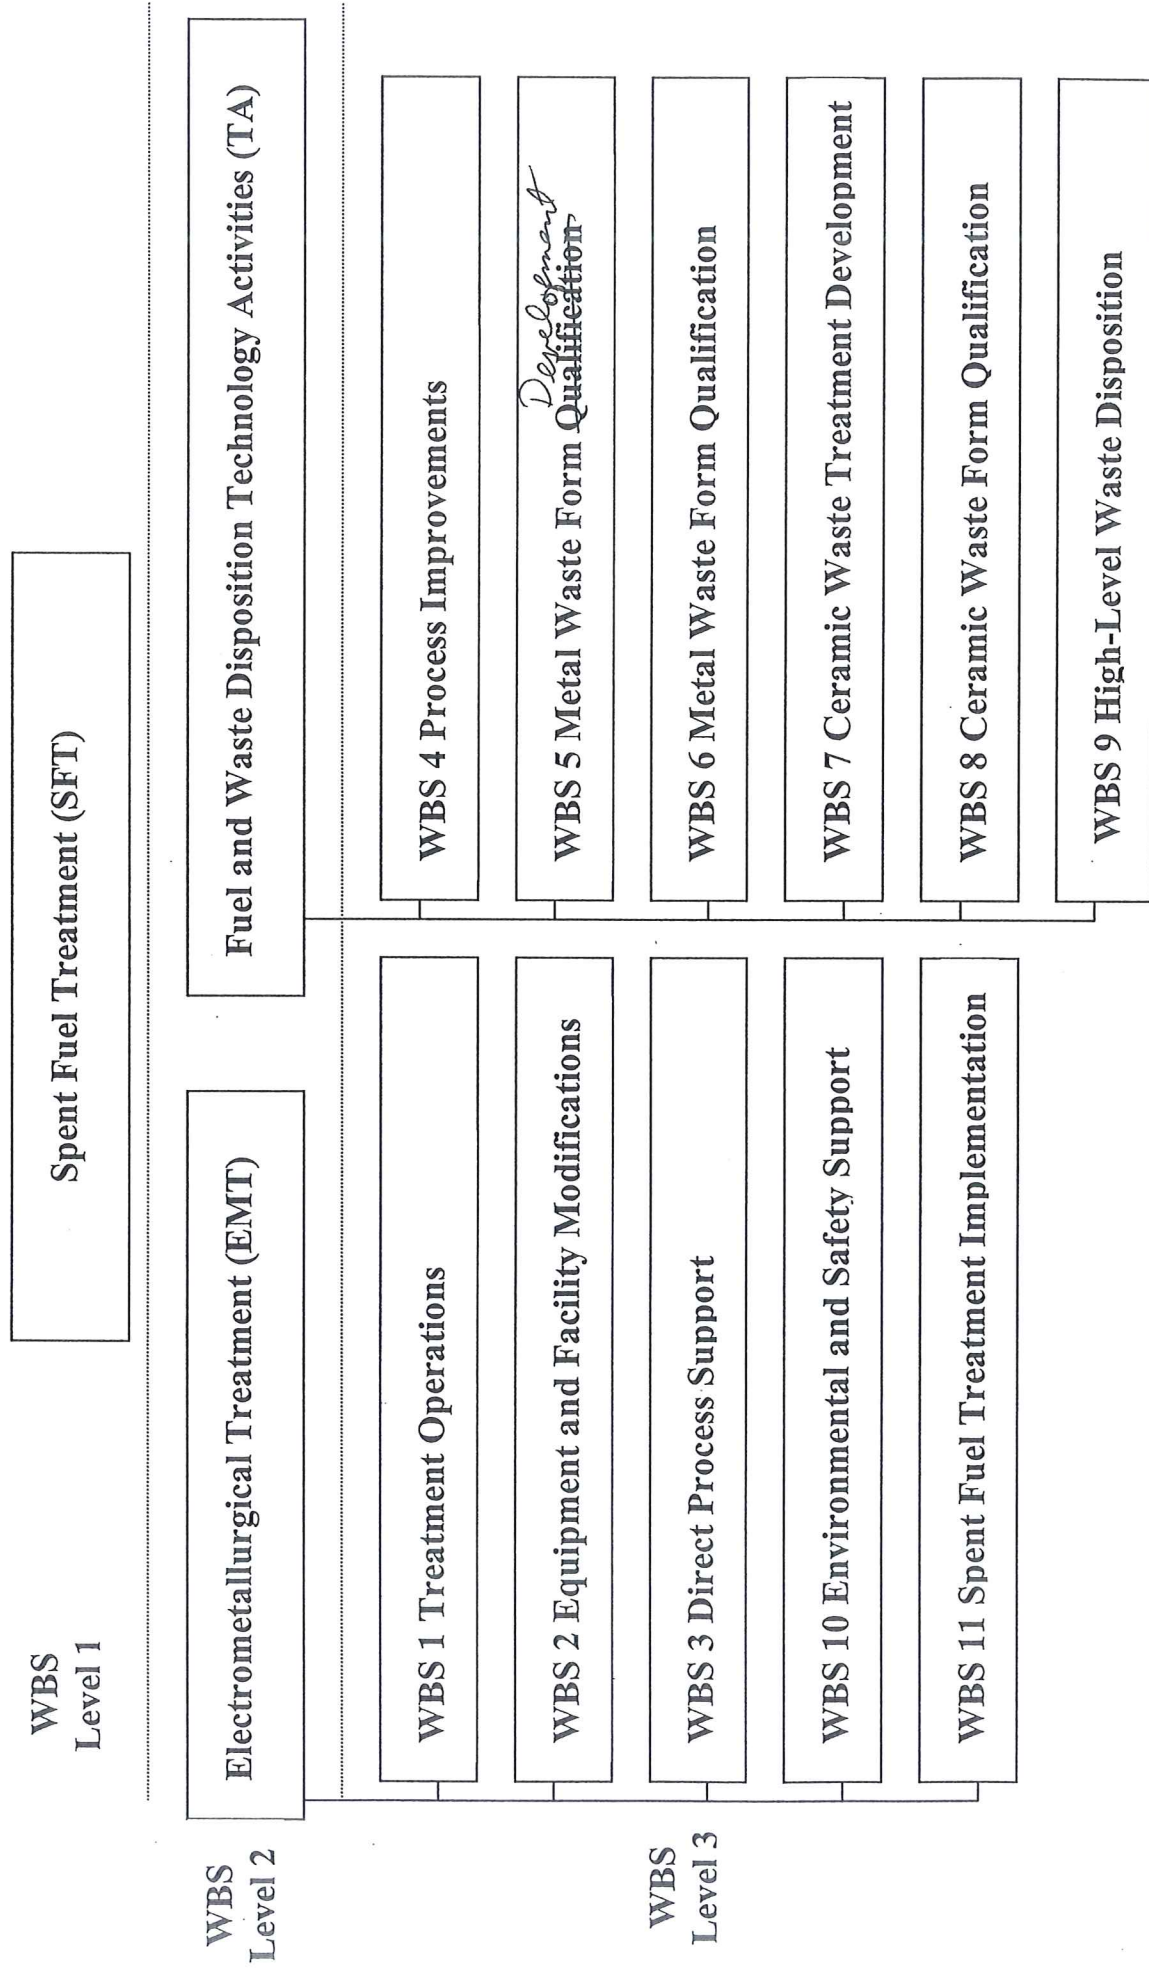 WBS
Level 1
Spent Fuel Treatment (SFT)
WBS
Level 2
Electrometallurgical Treatment (EMT)
Fuel and Waste Disposition Technology Activities (TA)
WBS
Level 3
WBS 1 Treatment Operations
WBS 2 Equipment and Facility Modifications
WBS 3 Direct Process Support
WBS 10 Environmental and Safety Support
WBS 11 Spent Fuel Treatment Implementation
WBS 4 Process Improvements
Development
WBS 5 Metal Waste Form Qualification
WBS 6 Metal Waste Form Qualification
WBS 7 Ceramic Waste Treatment Development
WBS 8 Ceramic Waste Form Qualification
WBS 9 High-Level Waste Disposition